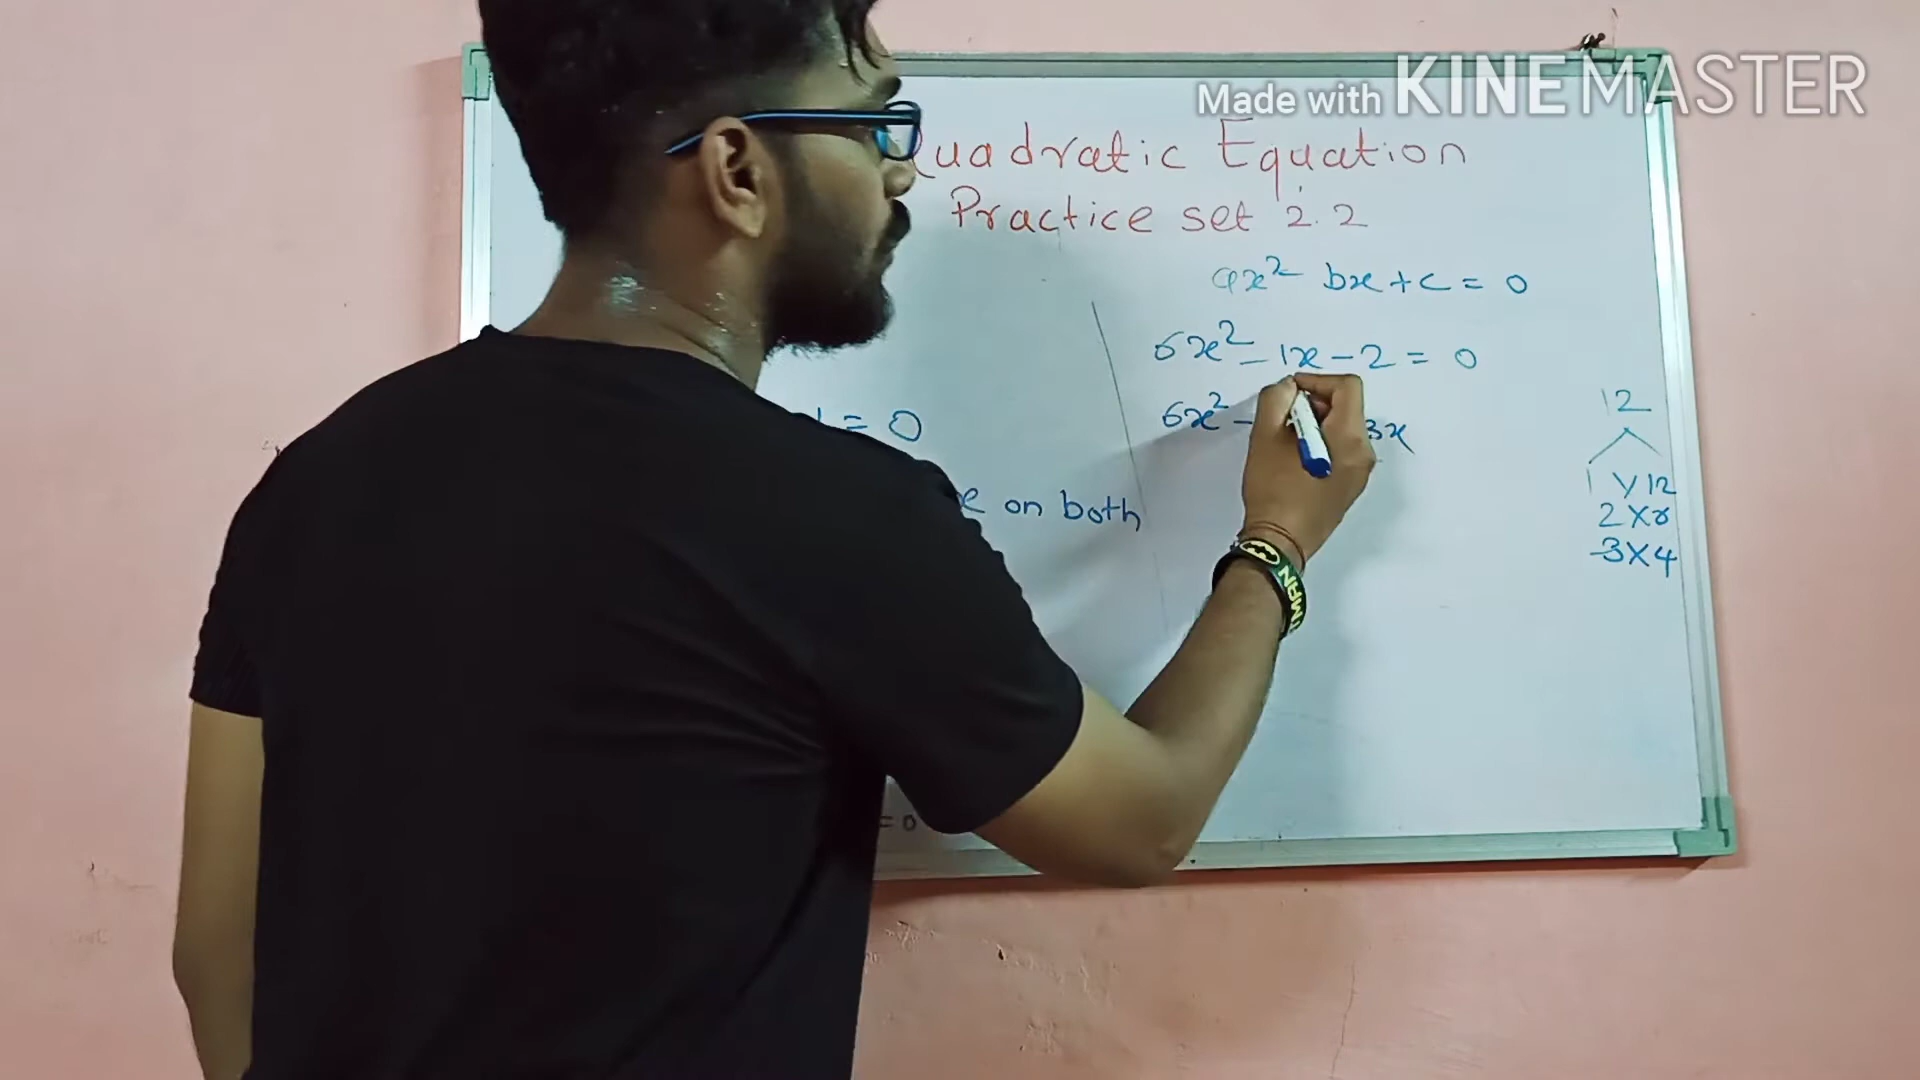 Made with KINEMASTER
Quadratic Equation
Practice set 2.2
ax² bx + c = 0
6x² - 1x - 2 = 0
6x² - 3x
12
1 Y 12
2 X 6
3 X 4
= 0
on both
= 0